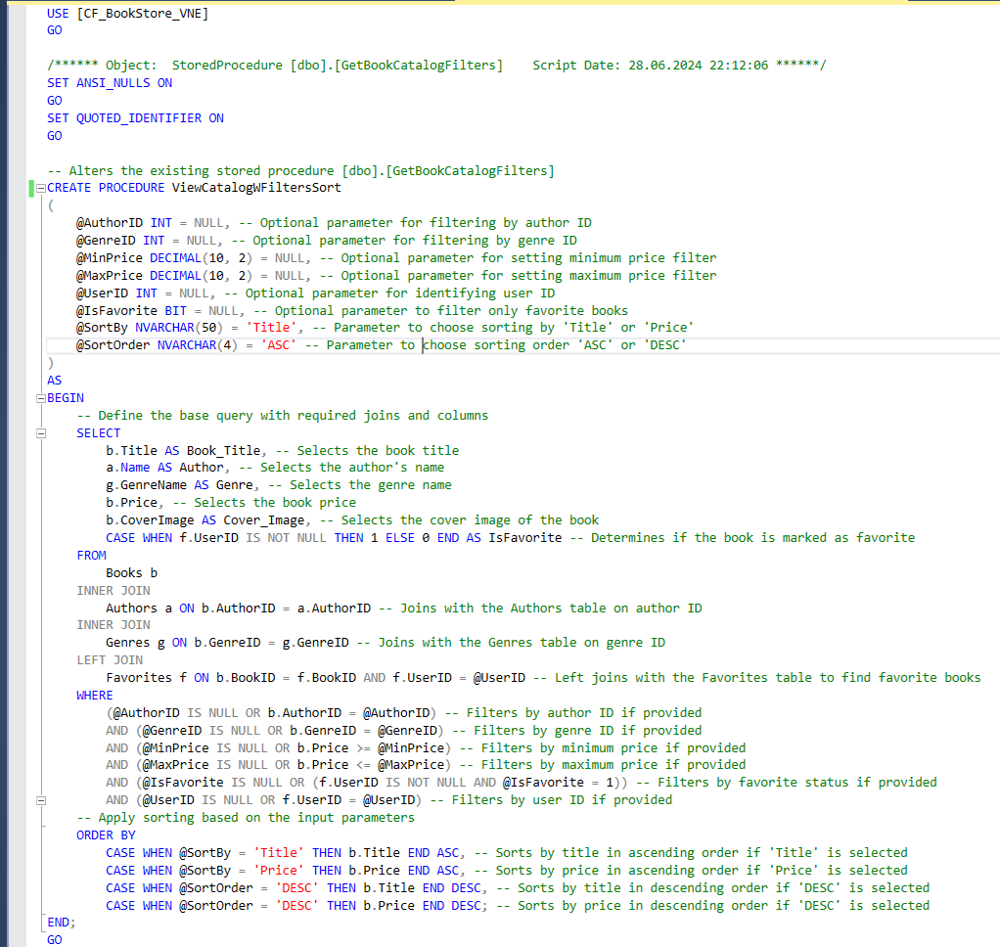 USE [CF_BookStore_VNE]
GO
/****** Object:  StoredProcedure [dbo].[GetBookCatalogFilters]    Script Date: 28.06.2024 22:12:06 ******/
SET ANSI_NULLS ON
GO
SET QUOTED_IDENTIFIER ON
GO
-- Alters the existing stored procedure [dbo].[GetBookCatalogFilters]
CREATE PROCEDURE ViewCatalogWFiltersSort
(
    @AuthorID INT = NULL, -- Optional parameter for filtering by author ID
    @GenreID INT = NULL, -- Optional parameter for filtering by genre ID
    @MinPrice DECIMAL(10, 2) = NULL, -- Optional parameter for setting minimum price filter
    @MaxPrice DECIMAL(10, 2) = NULL, -- Optional parameter for setting maximum price filter
    @UserID INT = NULL, -- Optional parameter for identifying user ID
    @IsFavorite BIT = NULL, -- Optional parameter to filter only favorite books
    @SortBy NVARCHAR(50) = 'Title', -- Parameter to choose sorting by 'Title' or 'Price'
    @SortOrder NVARCHAR(4) = 'ASC' -- Parameter to choose sorting order 'ASC' or 'DESC'
)
AS
BEGIN
    -- Define the base query with required joins and columns
    SELECT
        b.Title AS Book_Title, -- Selects the book title
        a.Name AS Author, -- Selects the author's name
        g.GenreName AS Genre, -- Selects the genre name
        b.Price, -- Selects the book price
        b.CoverImage AS Cover_Image, -- Selects the cover image of the book
        CASE WHEN f.UserID IS NOT NULL THEN 1 ELSE 0 END AS IsFavorite -- Determines if the book is marked as favorite
    FROM
        Books b
    INNER JOIN
        Authors a ON b.AuthorID = a.AuthorID -- Joins with the Authors table on author ID
    INNER JOIN
        Genres g ON b.GenreID = g.GenreID -- Joins with the Genres table on genre ID
    LEFT JOIN
        Favorites f ON b.BookID = f.BookID AND f.UserID = @UserID -- Left joins with the Favorites table to find favorite books
    WHERE
        (@AuthorID IS NULL OR b.AuthorID = @AuthorID) -- Filters by author ID if provided
        AND (@GenreID IS NULL OR b.GenreID = @GenreID) -- Filters by genre ID if provided
        AND (@MinPrice IS NULL OR b.Price >= @MinPrice) -- Filters by minimum price if provided
        AND (@MaxPrice IS NULL OR b.Price <= @MaxPrice) -- Filters by maximum price if provided
        AND (@IsFavorite IS NULL OR (f.UserID IS NOT NULL AND @IsFavorite = 1)) -- Filters by favorite status if provided
        AND (@UserID IS NULL OR f.UserID = @UserID) -- Filters by user ID if provided
    -- Apply sorting based on the input parameters
    ORDER BY
        CASE WHEN @SortBy = 'Title' THEN b.Title END ASC, -- Sorts by title in ascending order if 'Title' is selected
        CASE WHEN @SortBy = 'Price' THEN b.Price END ASC, -- Sorts by price in ascending order if 'Price' is selected
        CASE WHEN @SortOrder = 'DESC' THEN b.Title END DESC, -- Sorts by title in descending order if 'DESC' is selected
        CASE WHEN @SortOrder = 'DESC' THEN b.Price END DESC; -- Sorts by price in descending order if 'DESC' is selected
END;
GO